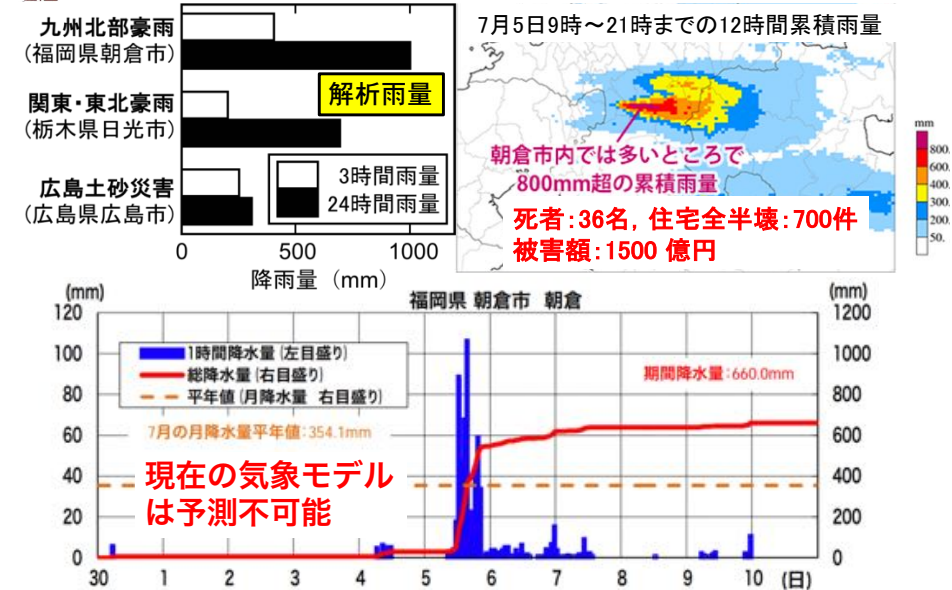 九州北部豪雨
(福岡県朝倉市)
関東・東北豪雨
(栃木県日光市)
広島土砂災害
(広島県広島市)
解析雨量
3時間雨量
24時間雨量
0 500 1000
降雨量 (mm)
7月5日9時～21時までの12時間累積雨量
朝倉市内では多いところで
800mm超の累積雨量
死者：36名，住宅全半壊：700件
被害額：1500 億円
mm
800.
600.
400.
300.
200.
50.
福岡県 朝倉市 朝倉
(mm)
120
100
80
60
40
20
0
(mm)
1200
1000
800
600
400
200
0
1時間降水量 (左目盛り)
総降水量 (右目盛り)
平年値 (月降水量 右目盛り)
期間降水量：660.0mm
7月の月降水量平年値：354.1mm
現在の気象モデル
は予測不可能
30 1 2 3 4 5 6 7 8 9 10 (日)